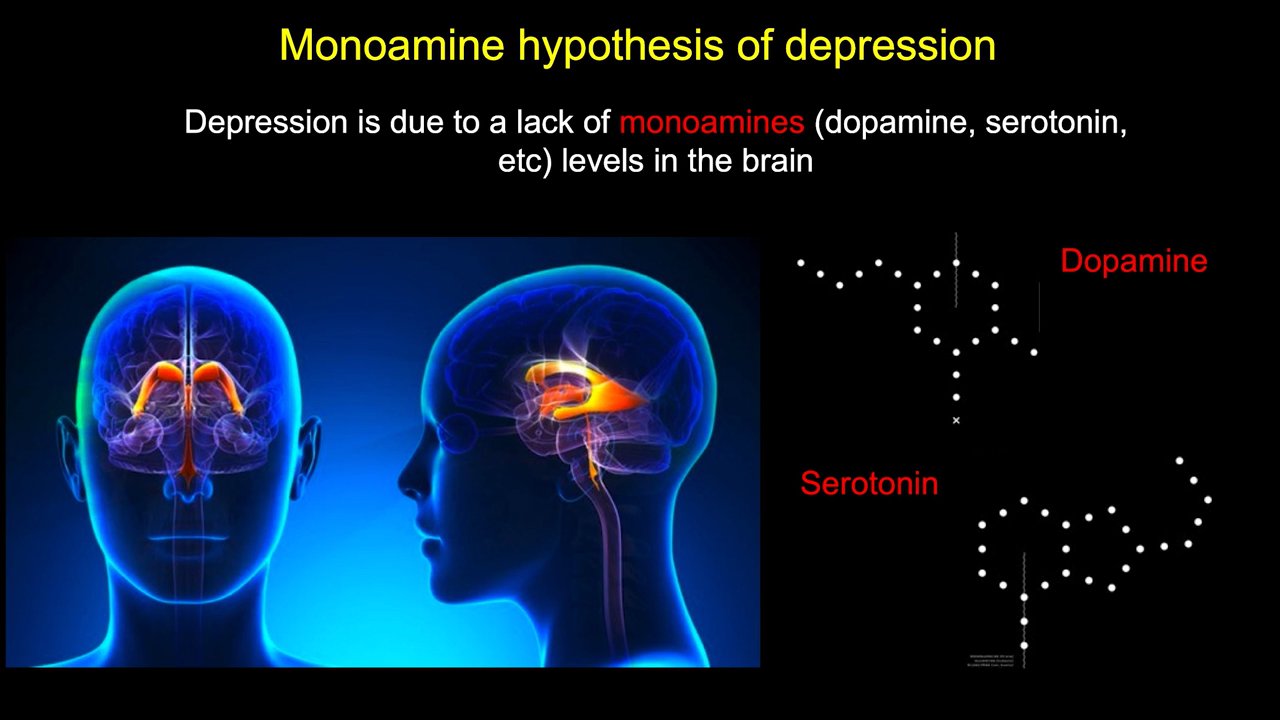 Monoamine hypothesis of depression
Depression is due to a lack of monoamines (dopamine, serotonin,
etc) levels in the brain
Dopamine
Serotonin